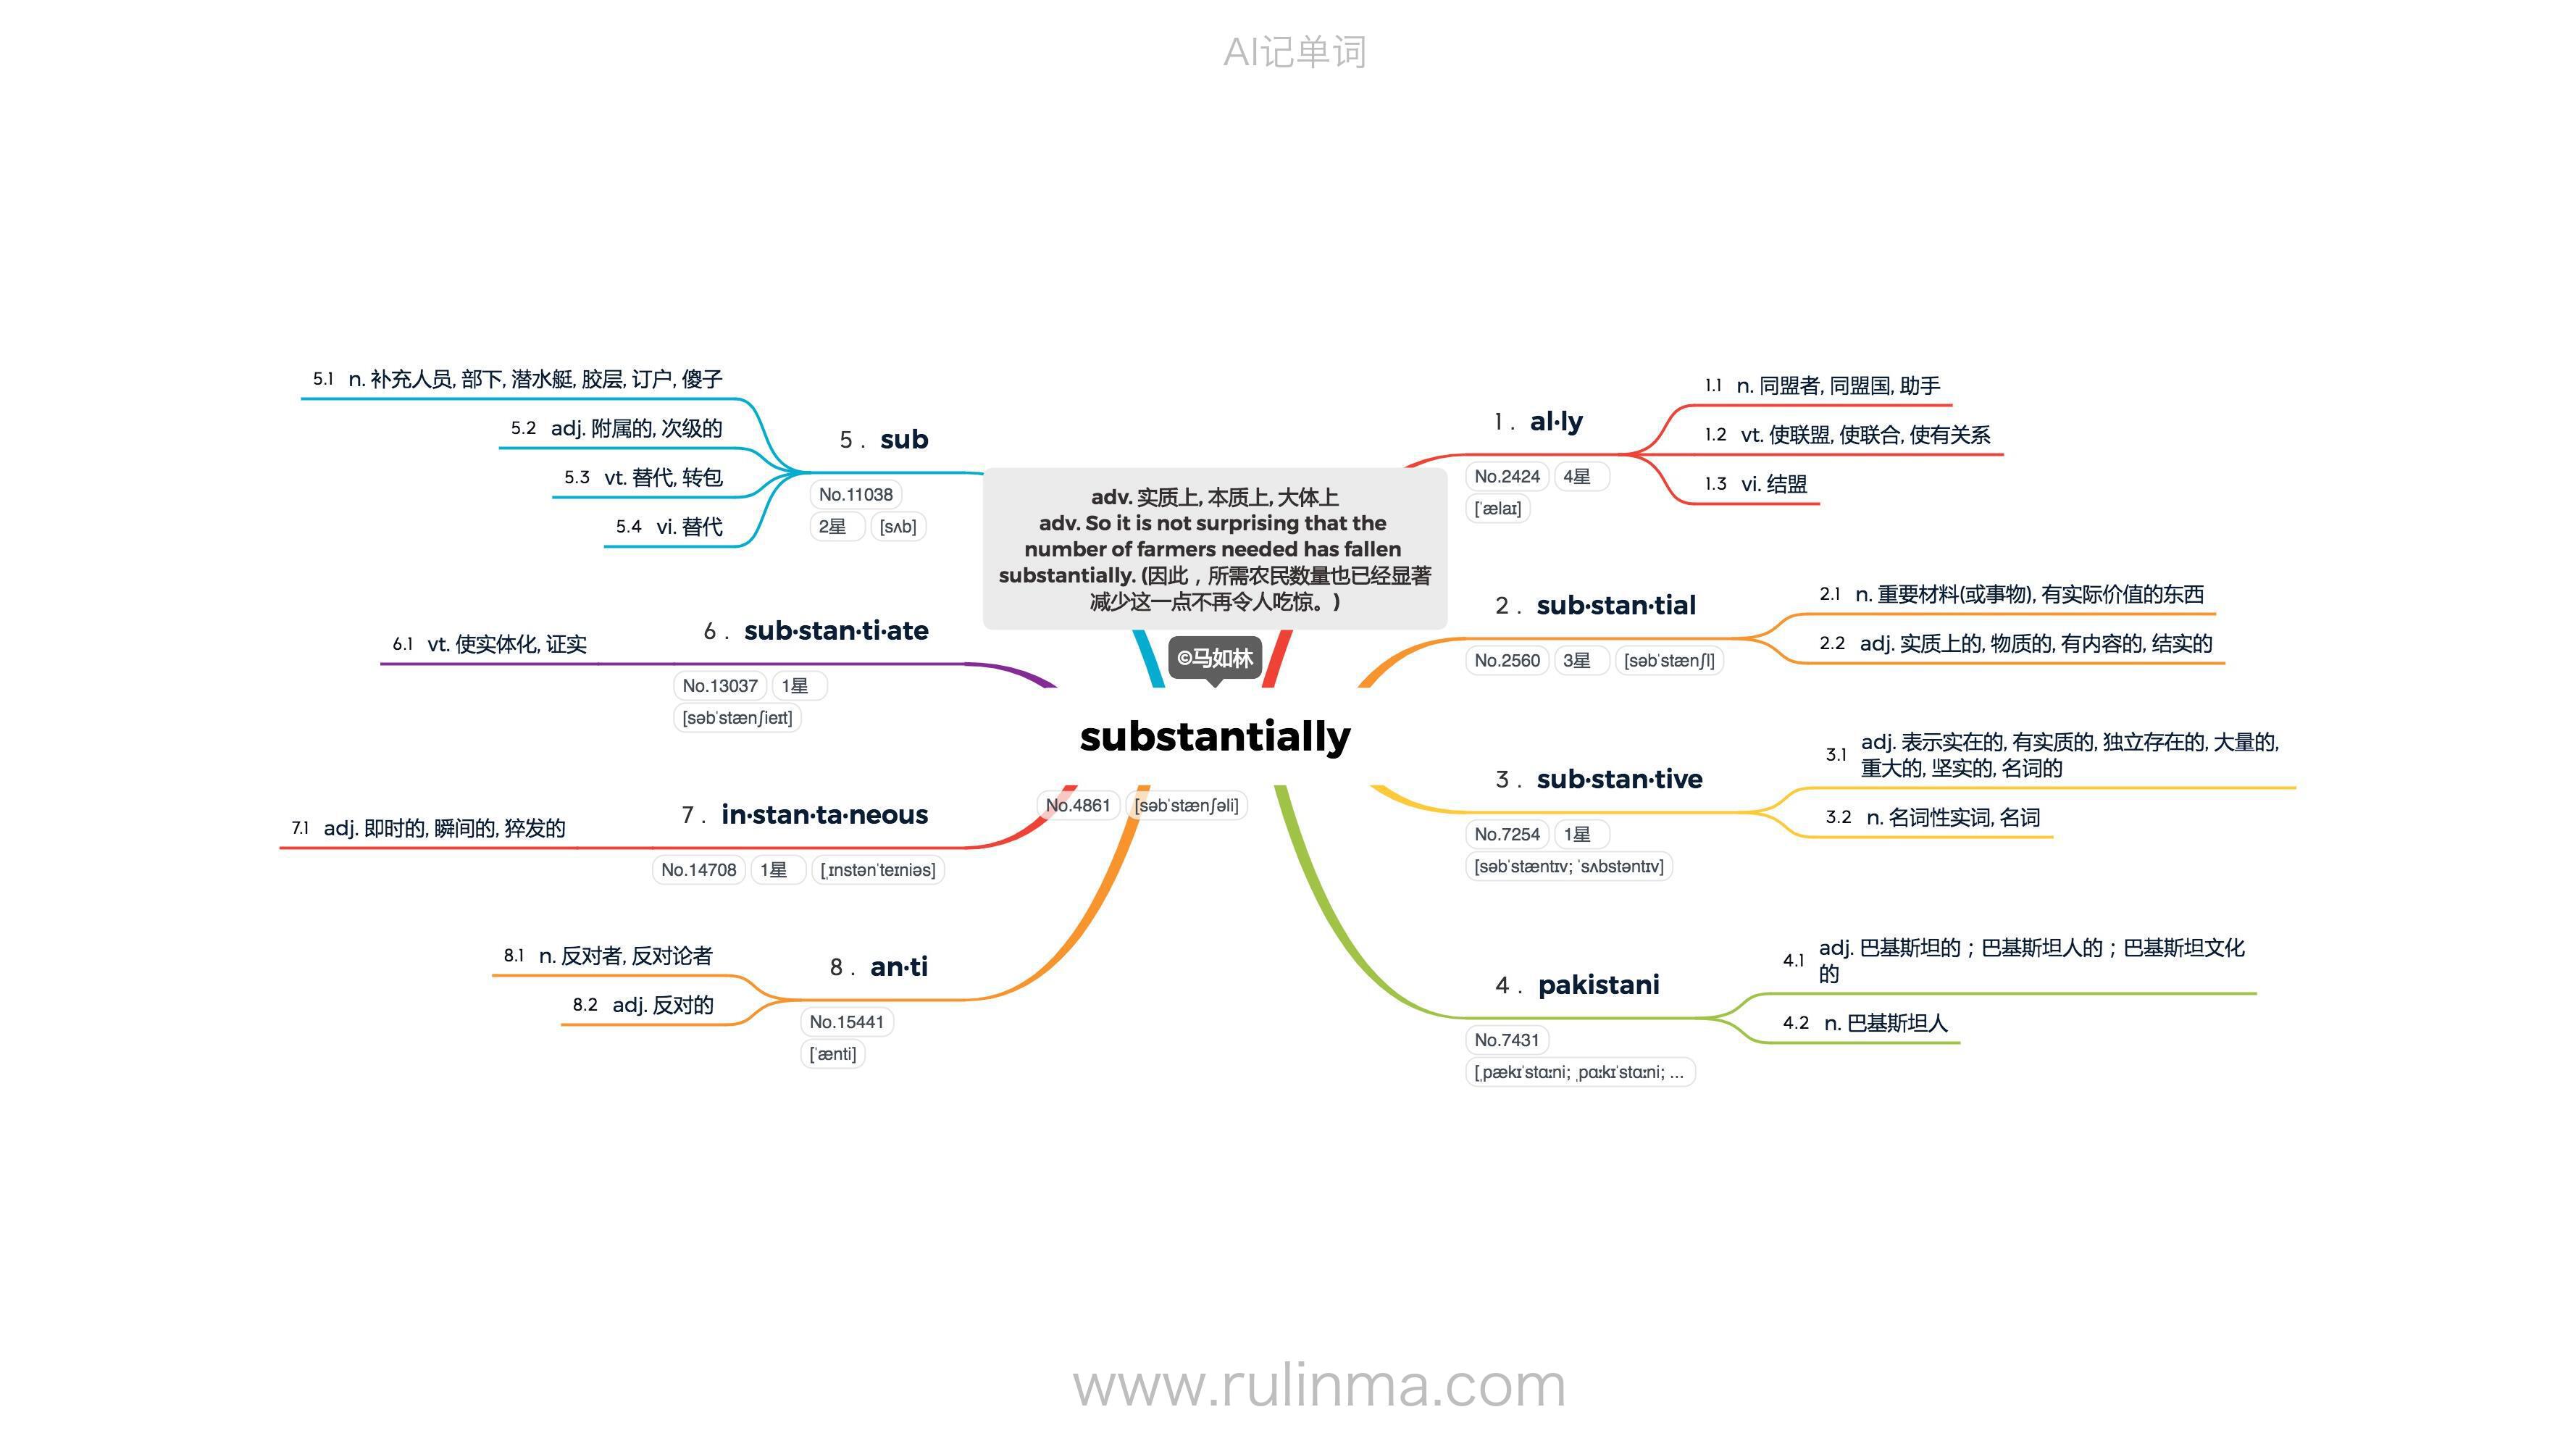 AI记单词
adv. 实质上, 本质上, 大体上
adv. So it is not surprising that the
number of farmers needed has fallen
substantially. (因此，所需农民数量也已经显著
减少这一点不再令人吃惊。)
©马如林
substantially
No.4861 [səbˈstænʃəli]
1 . al·ly
No.2424 4星
[ˈælaɪ]
1.1 n. 同盟者, 同盟国, 助手
1.2 vt. 使联盟, 使联合, 使有关系
1.3 vi. 结盟
2 . sub·stan·tial
No.2560 3星 [səbˈstænʃl]
2.1 n. 重要材料(或事物), 有实际价值的东西
2.2 adj. 实质上的, 物质的, 有内容的, 结实的
3 . sub·stan·tive
No.7254 1星
[səbˈstæntɪv; ˈsʌbstəntɪv]
3.1 adj. 表示实在的, 有实质的, 独立存在的, 大量的,
重大的, 坚实的, 名词的
3.2 n. 名词性实词, 名词
4 . pakistani
No.7431
[ˌpækɪˈstɑːni; ˌpɑːkɪˈstɑːni; ...
4.1 adj. 巴基斯坦的；巴基斯坦人的；巴基斯坦文化
的
4.2 n. 巴基斯坦人
5 . sub
No.11038
2星 [sʌb]
5.1 n. 补充人员, 部下, 潜水艇, 胶层, 订户, 傻子
5.2 adj. 附属的, 次级的
5.3 vt. 替代, 转包
5.4 vi. 替代
6 . sub·stan·ti·ate
No.13037 1星
[səbˈstænʃieɪt]
6.1 vt. 使实体化, 证实
7 . in·stan·ta·neous
No.14708 1星 [ˌɪnstənˈteɪniəs]
7.1 adj. 即时的, 瞬间的, 猝发的
8 . an·ti
No.15441
[ˈænti]
8.1 n. 反对者, 反对论者
8.2 adj. 反对的
www.rulinma.com